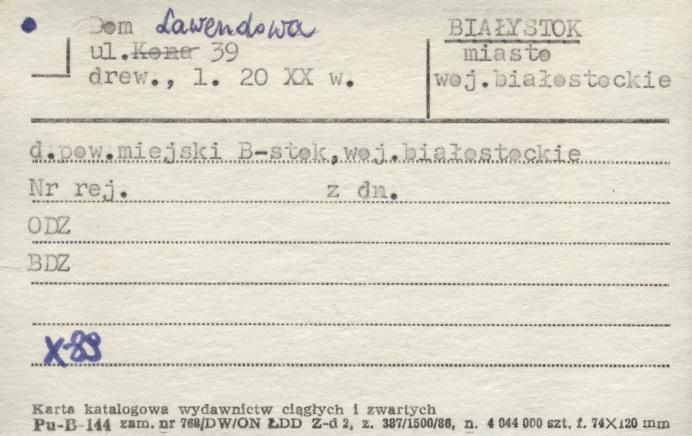 Dom Lawendowa
ul. Kona 39
drew., l. 20 XX w.
BIAŁYSTOK
miasto
woj.białostockie
d.pow.miejski B-stok,woj.białostockie
Nr rej. z dn.
ODZ
BDZ
X-89
Karta katalogowa wydawnictw ciągłych i zwartych
Pu-B-144 zam. nr 768/DW/ON ŁDD Z-d 2, z. 387/1500/86, n. 4 044 000 szt. f. 74×120 mm